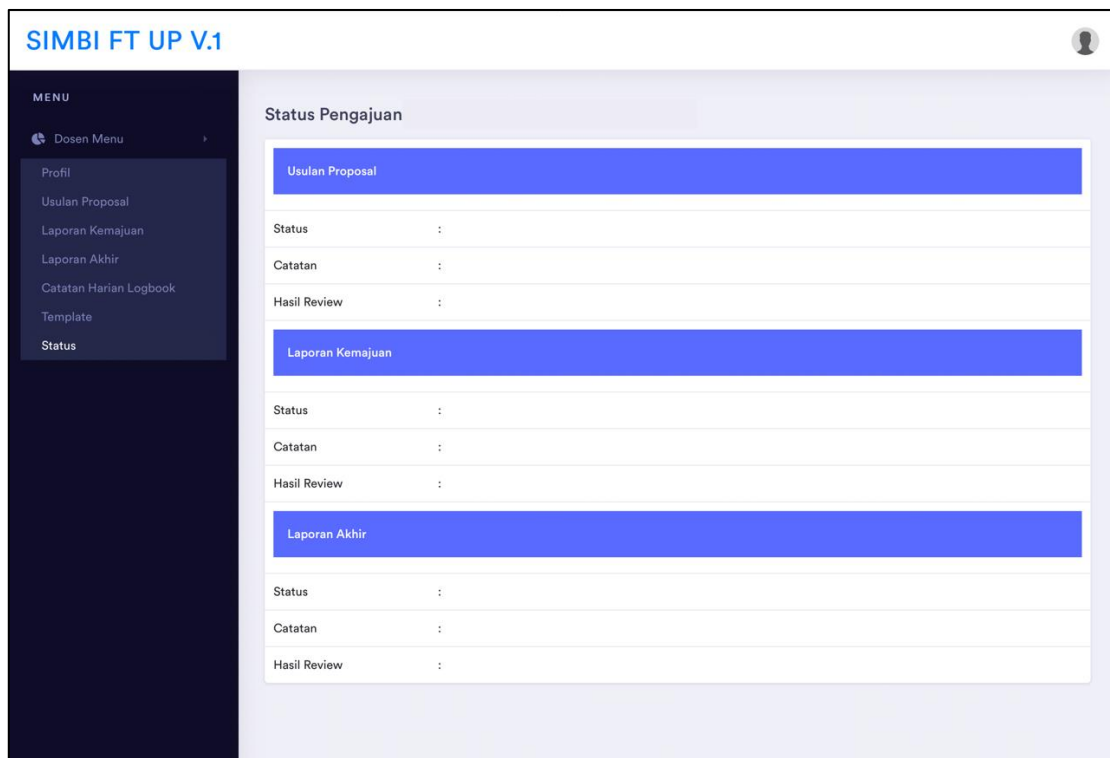 SIMBI FT UP V.1
MENU
Dosen Menu
Profil
Usulan Proposal
Laporan Kemajuan
Laporan Akhir
Catatan Harian Logbook
Template
Status
Status Pengajuan
Usulan Proposal
Status :
Catatan :
Hasil Review :
Laporan Kemajuan
Status :
Catatan :
Hasil Review :
Laporan Akhir
Status :
Catatan :
Hasil Review :